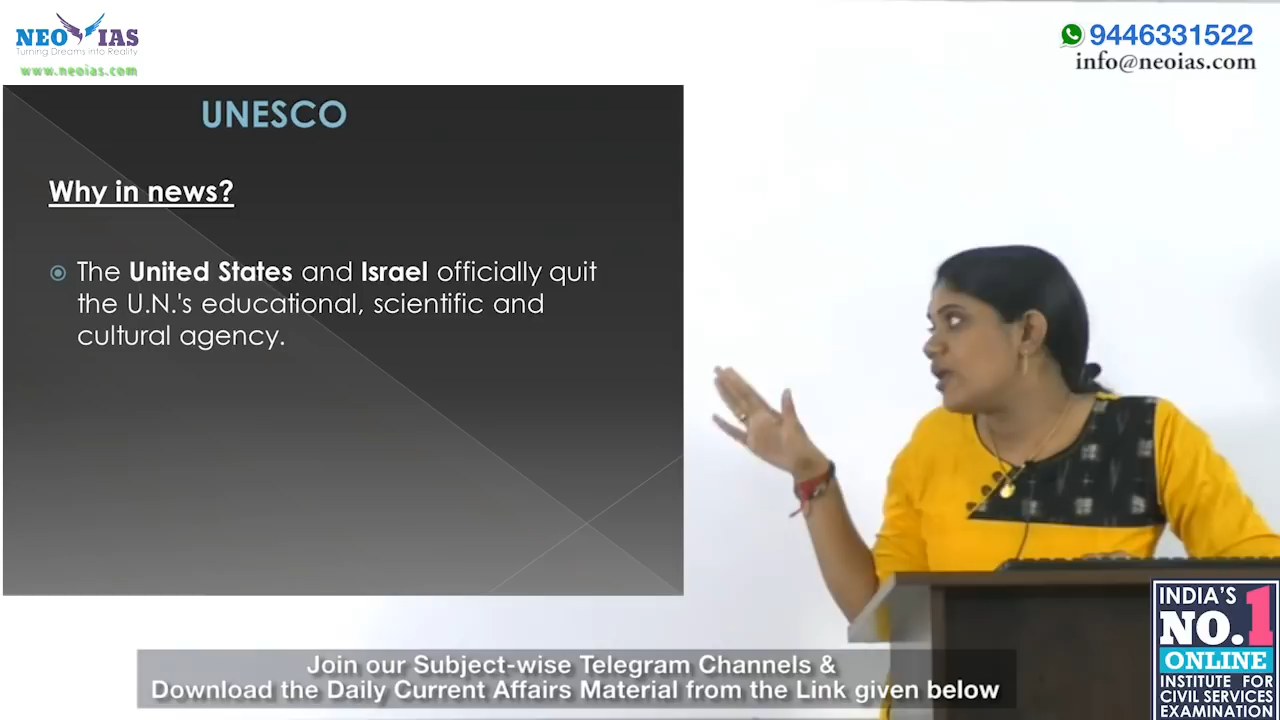 NEO IAS
Turning Dreams into Reality
www.neoias.com
9446331522
info@neoias.com
UNESCO
Why in news?
The United States and Israel officially quit
the U.N.'s educational, scientific and
cultural agency.
Join our Subject-wise Telegram Channels &
Download the Daily Current Affairs Material from the Link given below
INDIA'S
NO.1
ONLINE
INSTITUTE FOR
CIVIL SERVICES
EXAMINATION